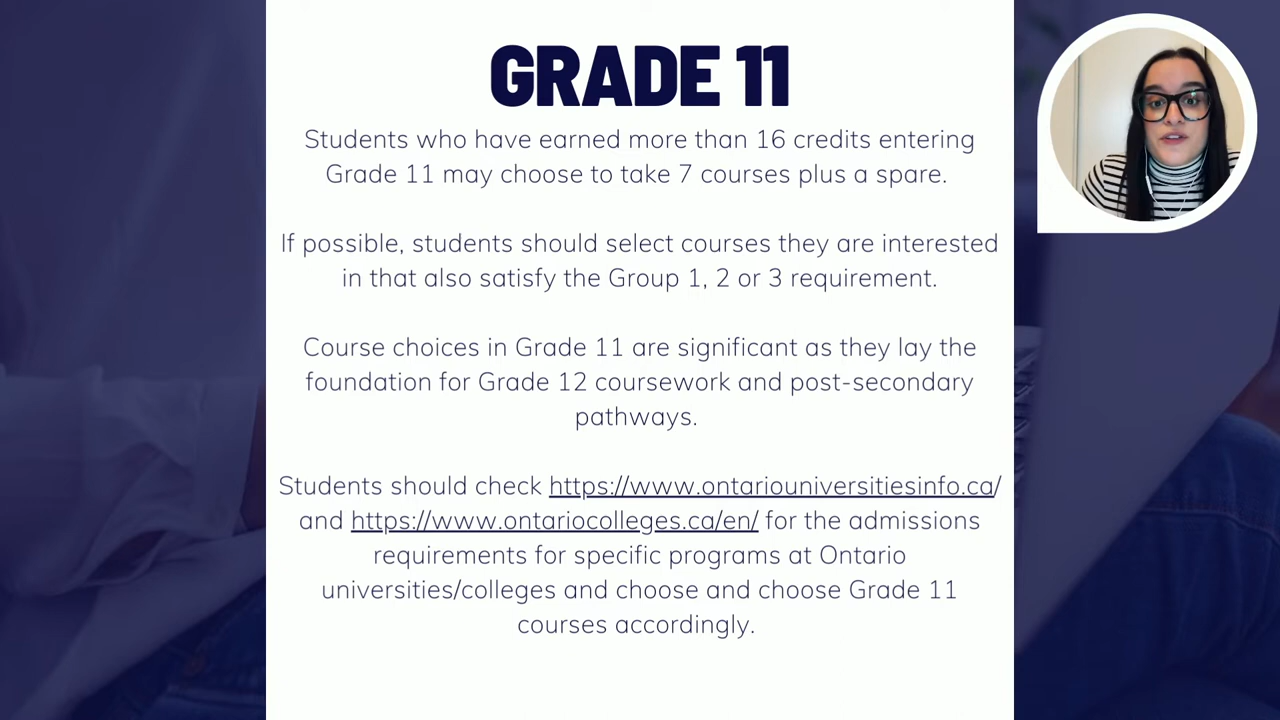 GRADE 11
Students who have earned more than 16 credits entering
Grade 11 may choose to take 7 courses plus a spare.
If possible, students should select courses they are interested
in that also satisfy the Group 1, 2 or 3 requirement.
Course choices in Grade 11 are significant as they lay the
foundation for Grade 12 coursework and post-secondary
pathways.
Students should check https://www.ontariouniversitiesinfo.ca/
and https://www.ontariocolleges.ca/en/ for the admissions
requirements for specific programs at Ontario
universities/colleges and choose and choose Grade 11
courses accordingly.